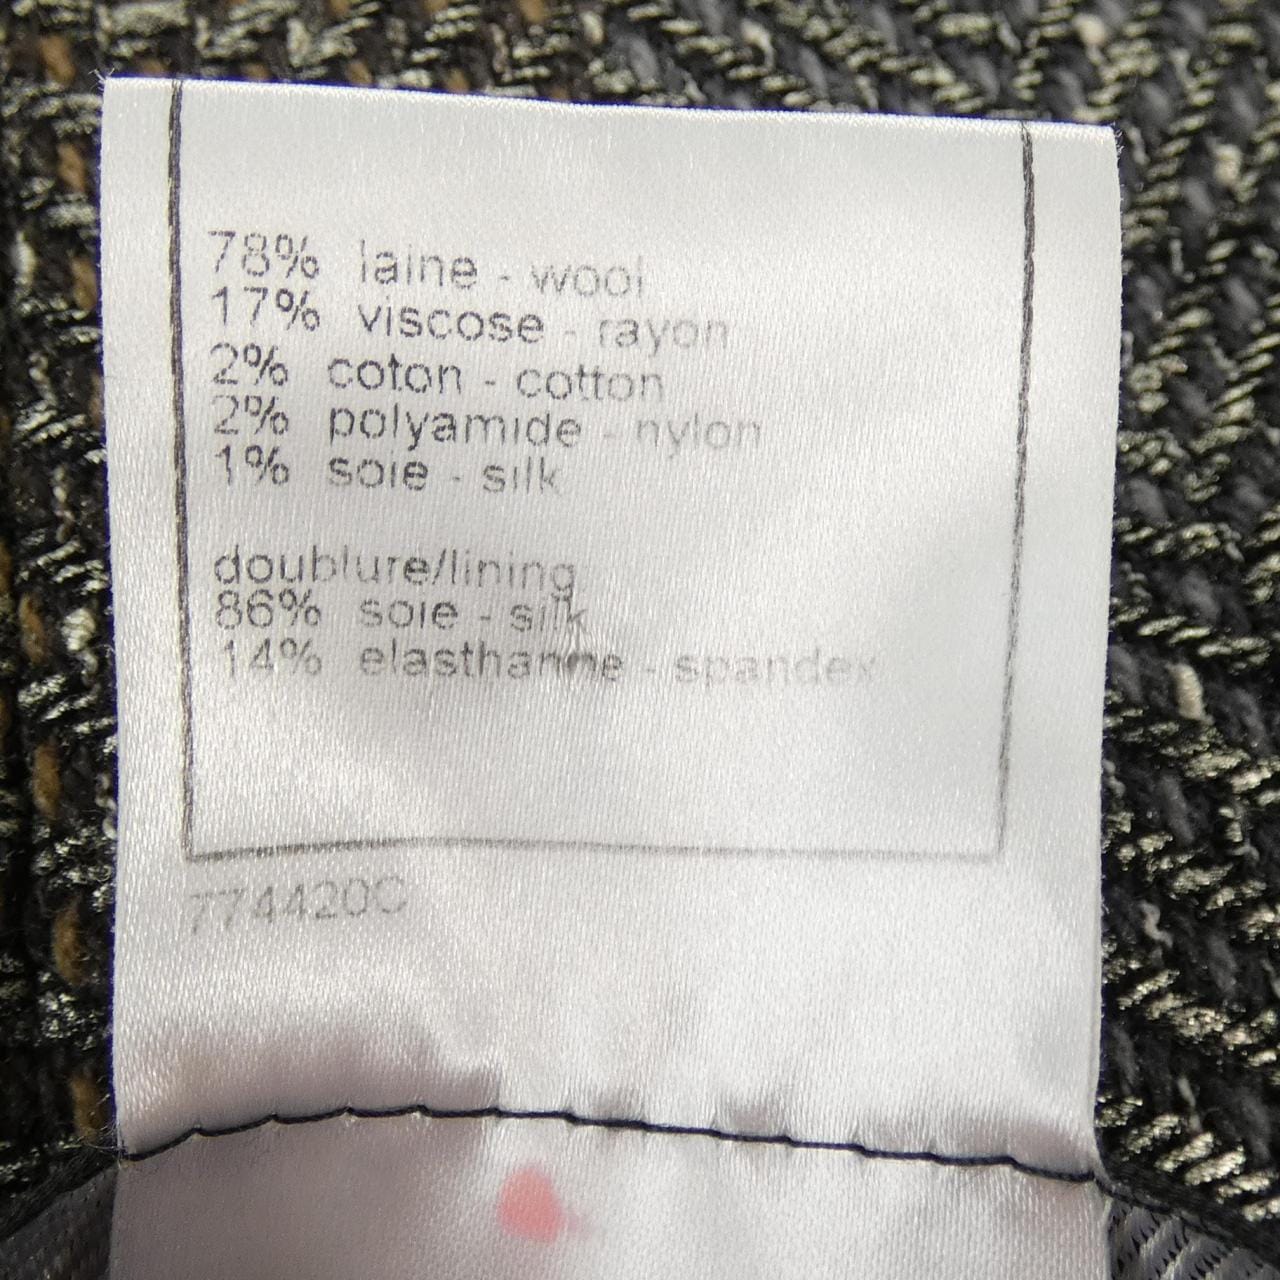 78% laine - wool
17% viscose - rayon
2% coton - cotton
2% polyamide - nylon
1% soie - silk
doublure/lining
86% soie - silk
14% elasthanne - spandex
774420C